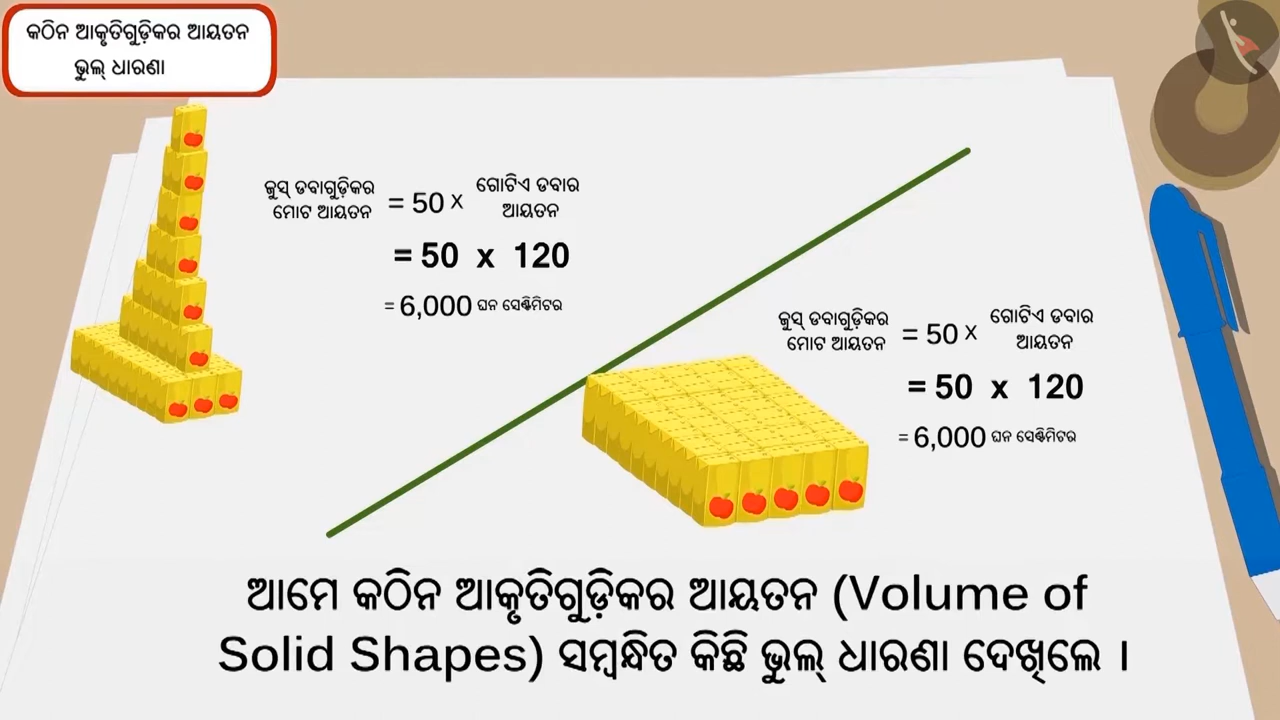 କଠିନ ଆକୃତିଗୁଡ଼ିକର ଆୟତନ
ଭୁଲ୍ ଧାରଣା
ଜୁସ୍ ଡବାଗୁଡ଼ିକର ମୋଟ ଆୟତନ = 50 x ଗୋଟିଏ ଡବାର ଆୟତନ
= 50 x 120
= 6,000 ଘନ ସେଣ୍ଟିମିଟର
ଜୁସ୍ ଡବାଗୁଡ଼ିକର ମୋଟ ଆୟତନ = 50 x ଗୋଟିଏ ଡବାର ଆୟତନ
= 50 x 120
= 6,000 ଘନ ସେଣ୍ଟିମିଟର
ଆମେ କଠିନ ଆକୃତିଗୁଡ଼ିକର ଆୟତନ (Volume of
Solid Shapes) ସମ୍ବନ୍ଧିତ କିଛି ଭୁଲ୍ ଧାରଣା ଦେଖିଲେ ।